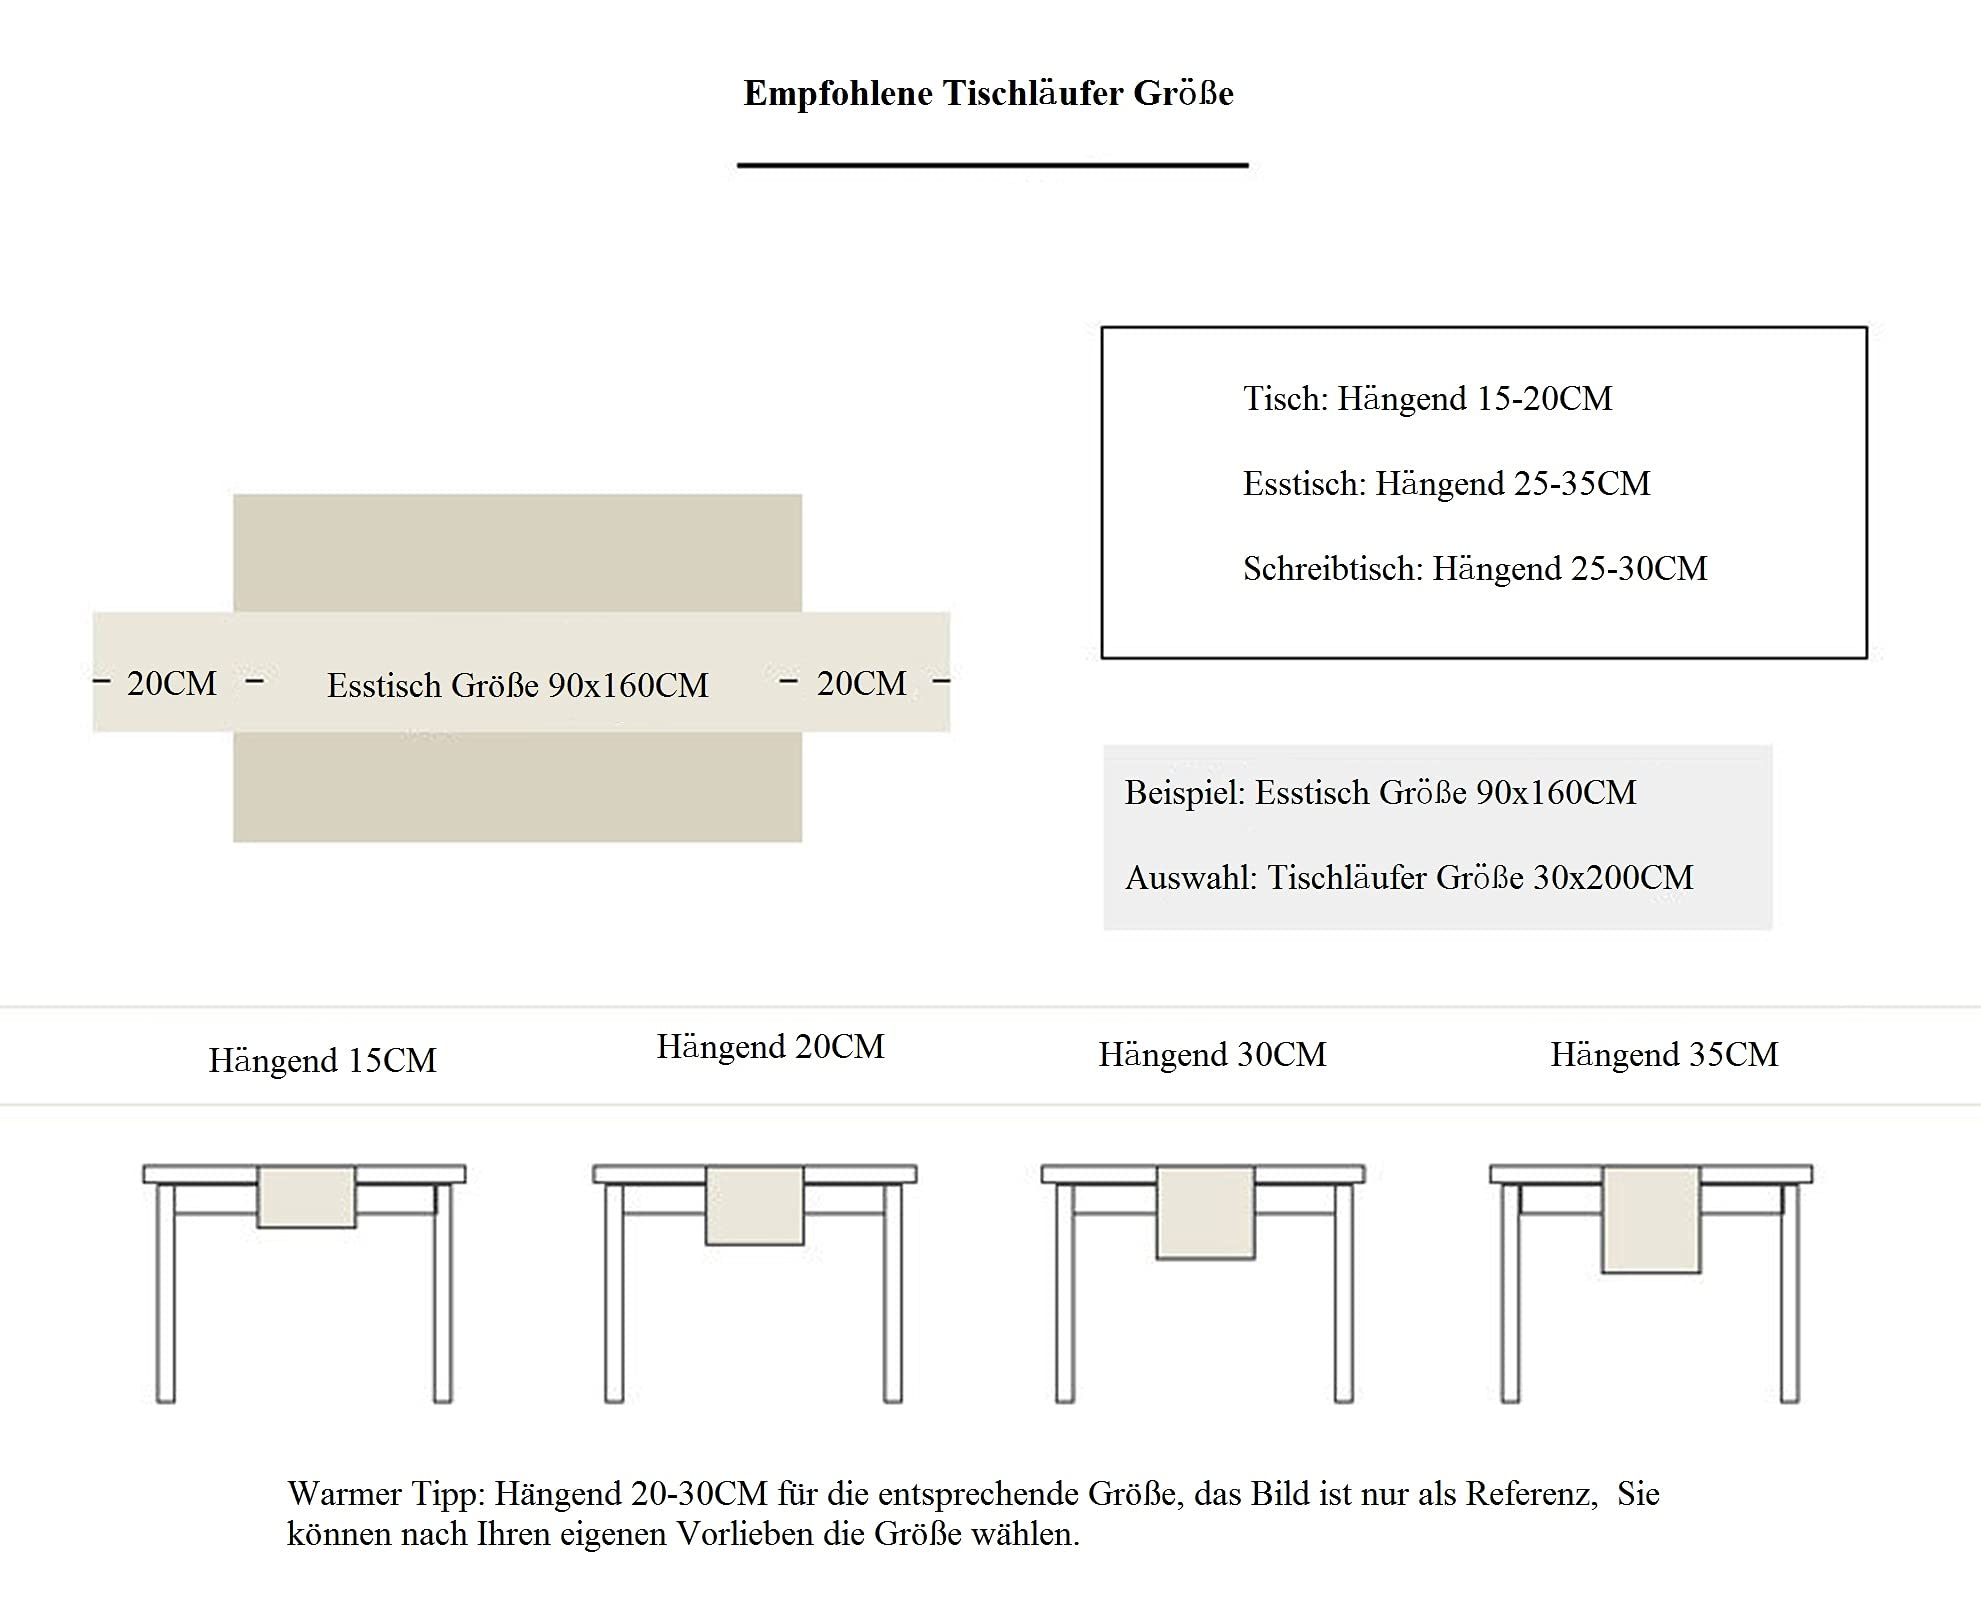 Empfohlene Tischläufer Größe
Tisch: Hängend 15-20CM
Esstisch: Hängend 25-35CM
Schreibtisch: Hängend 25-30CM
20CM
Esstisch Größe 90x160CM
20CM
Beispiel: Esstisch Größe 90x160CM
Auswahl: Tischläufer Größe 30x200CM
Hängend 15CM
Hängend 20CM
Hängend 30CM
Hängend 35CM
Warmer Tipp: Hängend 20-30CM für die entsprechende Größe, das Bild ist nur als Referenz, Sie
können nach Ihren eigenen Vorlieben die Größe wählen.